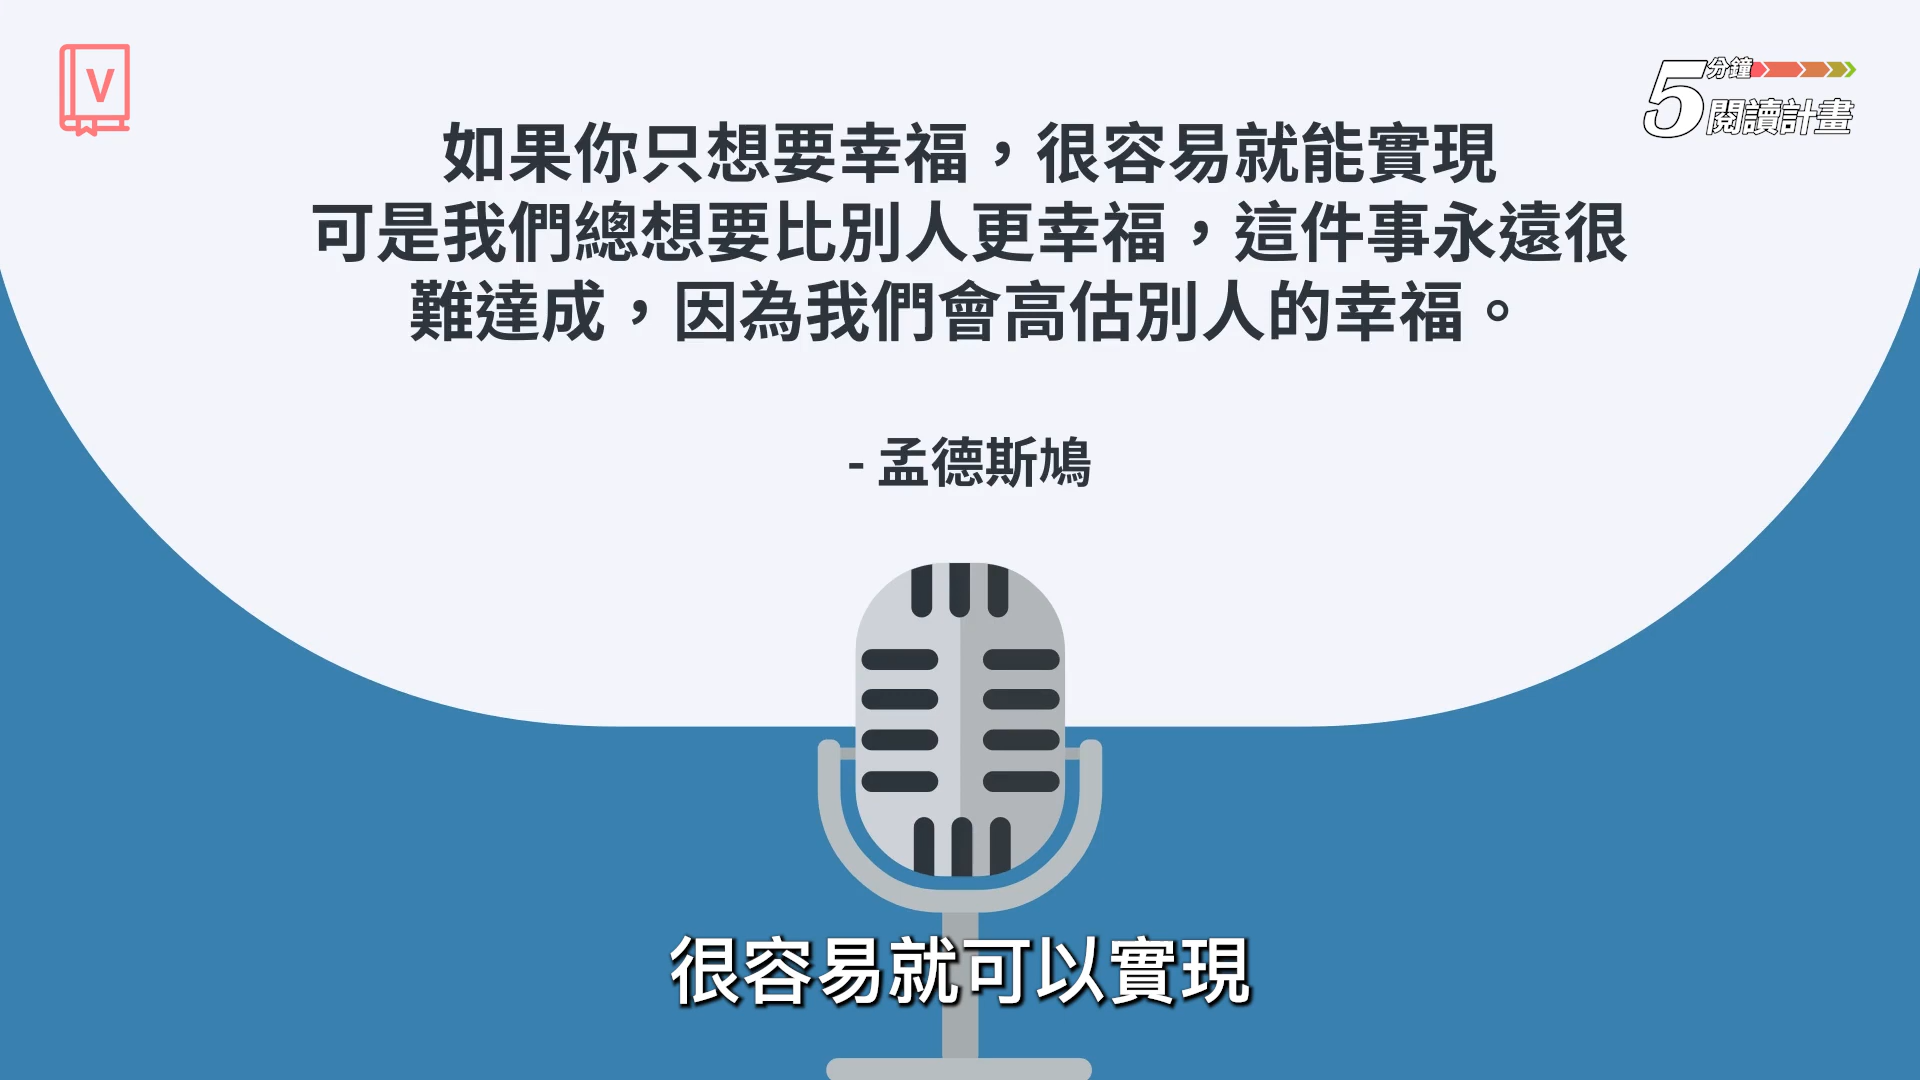 V
5分鐘
閱讀計畫
如果你只想要幸福，很容易就能實現
可是我們總想要比別人更幸福，這件事永遠很
難達成，因為我們會高估別人的幸福。
- 孟德斯鳩
很容易就可以實現